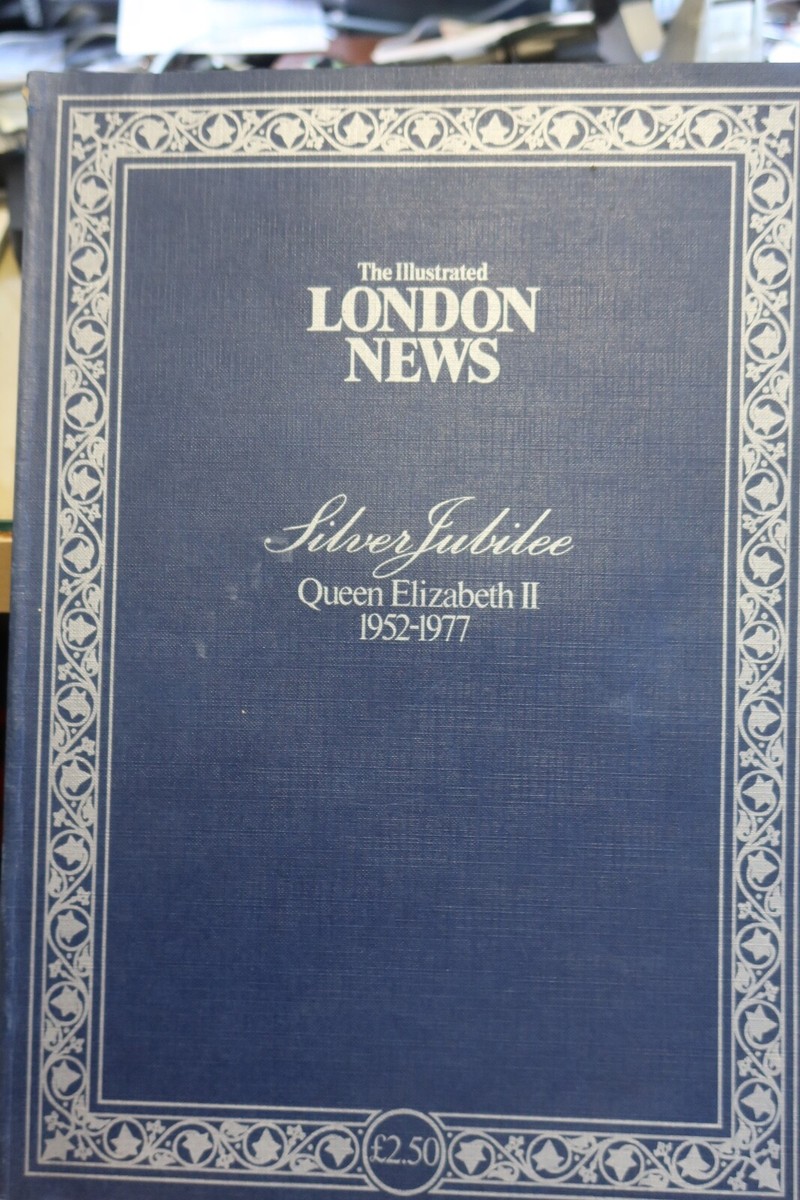 The Illustrated
LONDON
NEWS
Silver Jubilee
Queen Elizabeth II
1952-1977
£2.50